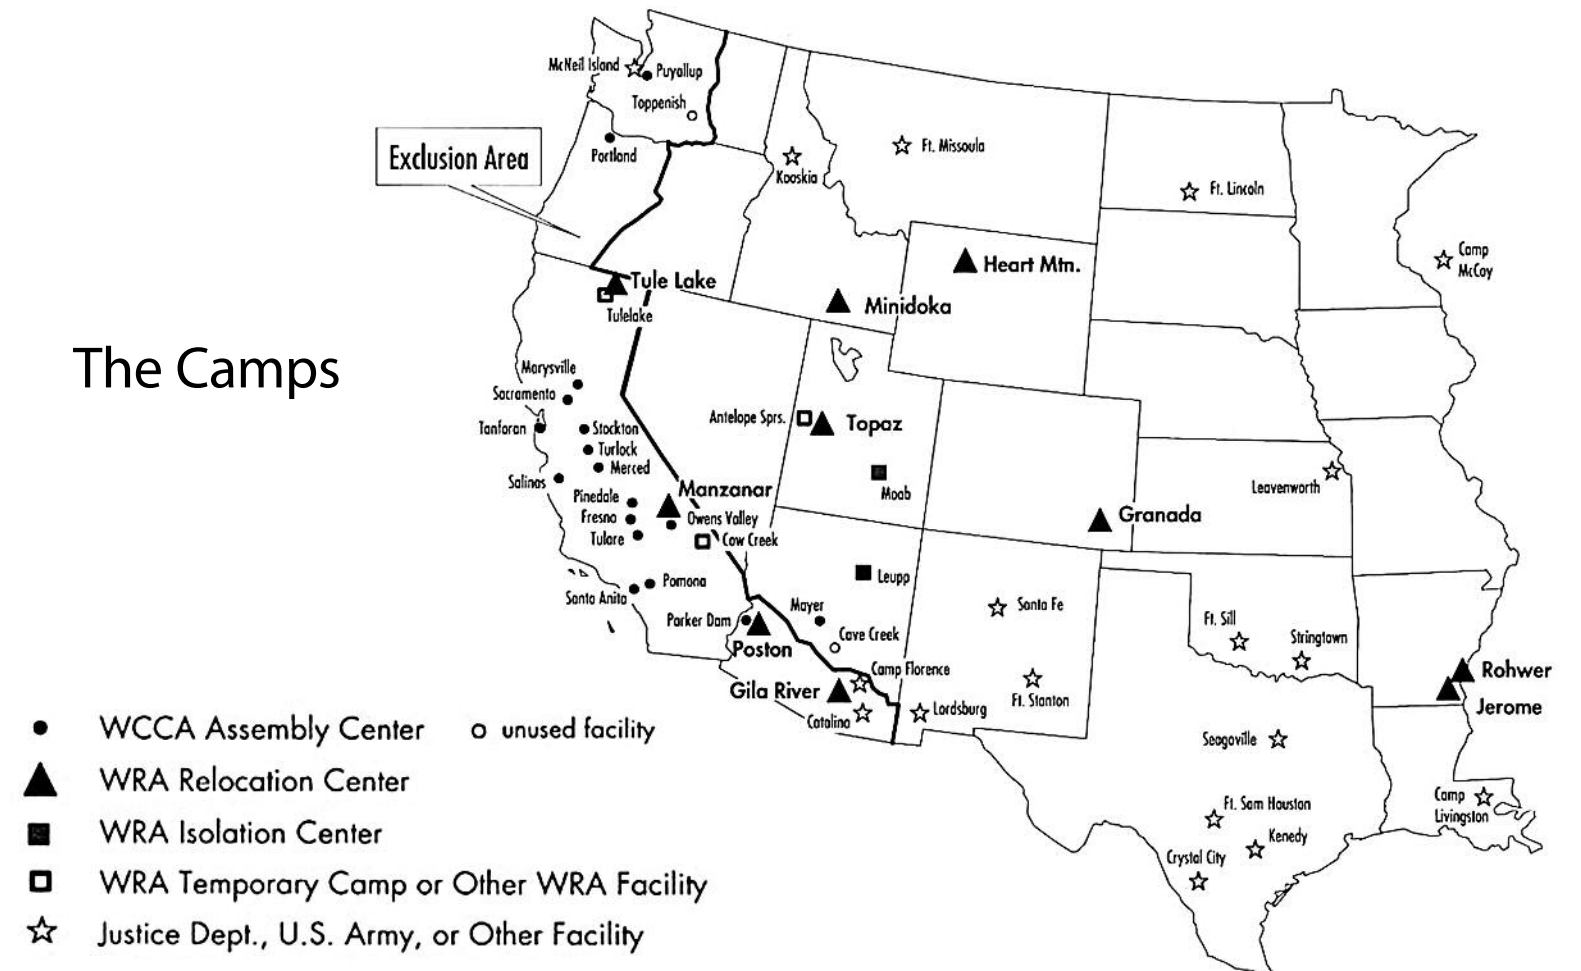 McNeil Island
Puyallup
Toppenish
Portland
Exclusion Area
Kooskia
Ft. Missoula
Ft. Lincoln
Camp
McCoy
Heart Mtn.
Tule Lake
Tulelake
Minidoka
The Camps
Marysville
Sacramento
Tanforan
Stockton
Turlock
Merced
Salinas
Pinedale
Fresno
Tulare
Manzanar
Owens Valley
Cow Creek
Antelope Sprs.
Topaz
Moab
Granada
Leavenworth
Leupp
Pomona
Santa Anita
Parker Dam
Poston
Mayer
Cave Creek
Camp Florence
Gila River
Catalina
Lordsburg
Santa Fe
Ft. Stanton
Ft. Sill
Stringtown
Rohwer
Jerome
Seagoville
Ft. Sam Houston
Kenedy
Crystal City
Camp
Livingston
WCCA Assembly Center
unused facility
WRA Relocation Center
WRA Isolation Center
WRA Temporary Camp or Other WRA Facility
Justice Dept., U.S. Army, or Other Facility